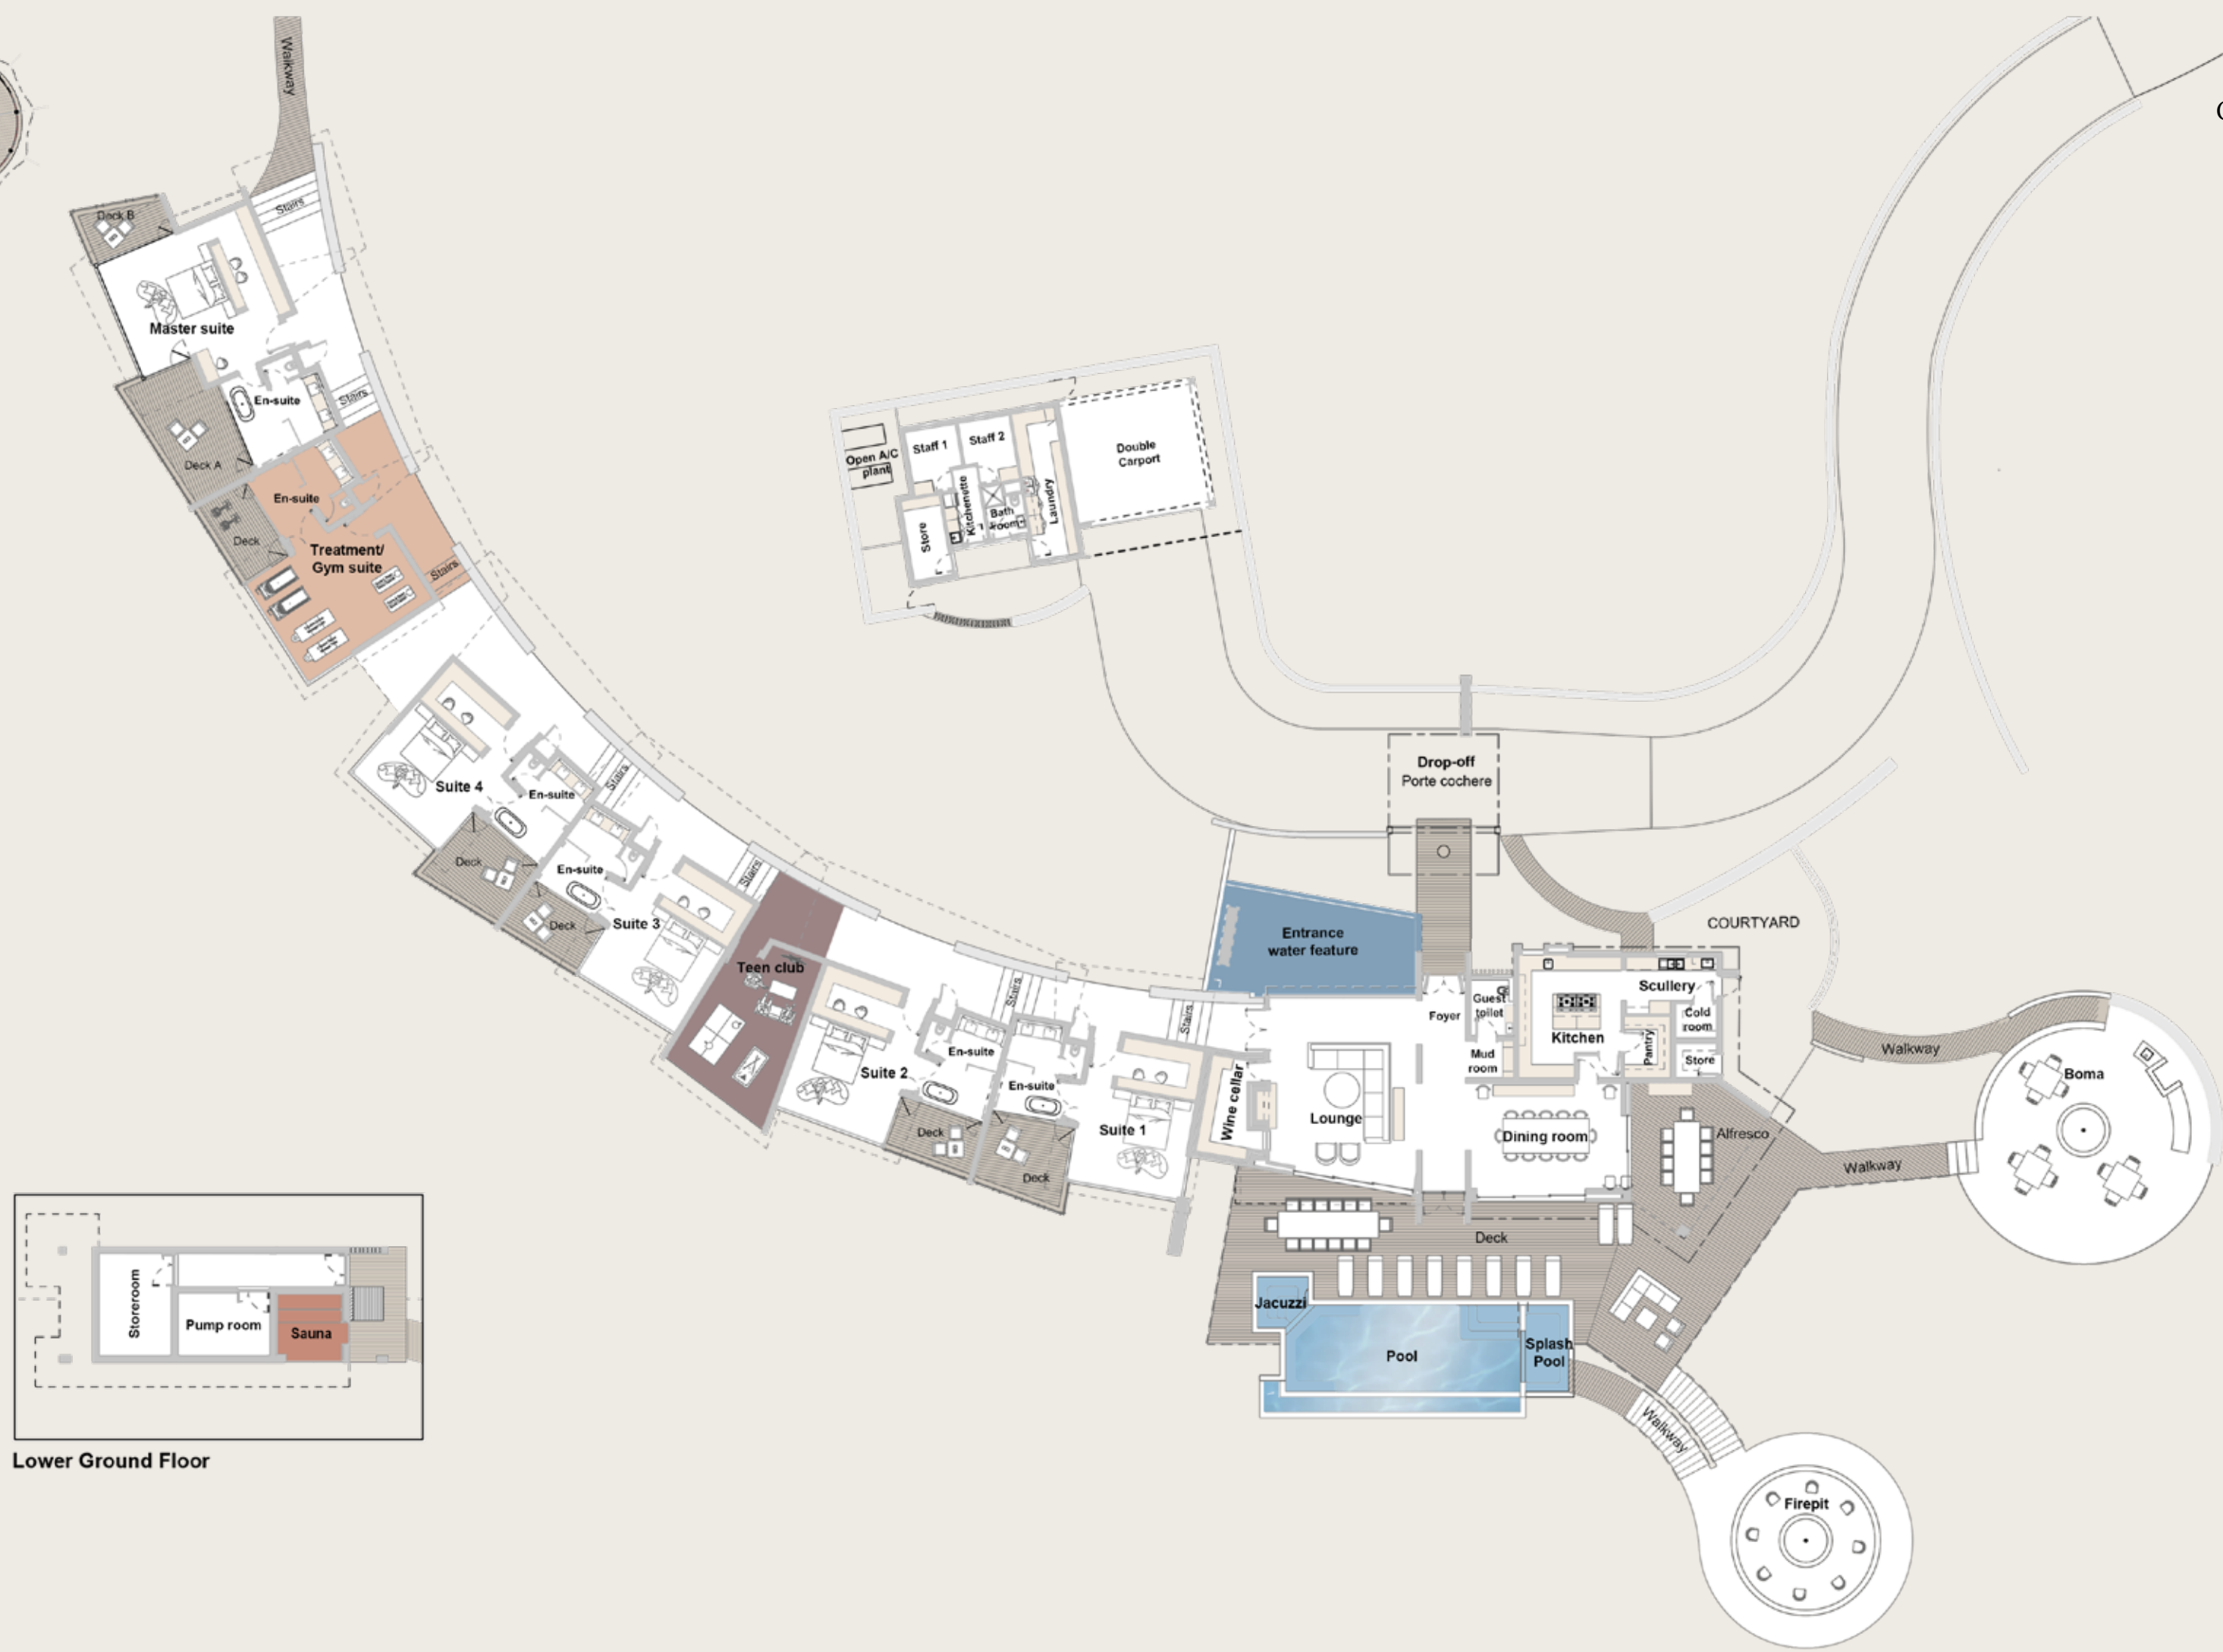 Walkway
Deck B
Stairs
Master suite
En-suite
Stairs
Deck A
En-suite
Deck
Treatment/
Gym suite
Stairs
Open A/C
plant
Staff 1
Staff 2
Store
Kitchenette
Bath
room
Laundry
Double
Carport
Suite 4
En-suite
Stairs
Deck
En-suite
Suite 3
Deck
Stairs
Teen club
Suite 2
En-suite
Stairs
Deck
En-suite
Suite 1
Deck
Stairs
Drop-off
Porte cochere
Entrance
water feature
COURTYARD
Foyer
Guest
toilet
Mud
room
Kitchen
Scullery
Cold
room
Pantry
Store
Wine cellar
Lounge
Dining room
Alfresco
Walkway
Walkway
Boma
Deck
Jacuzzi
Pool
Splash
Pool
Walkway
Firepit
Storeroom
Pump room
Sauna
Lower Ground Floor